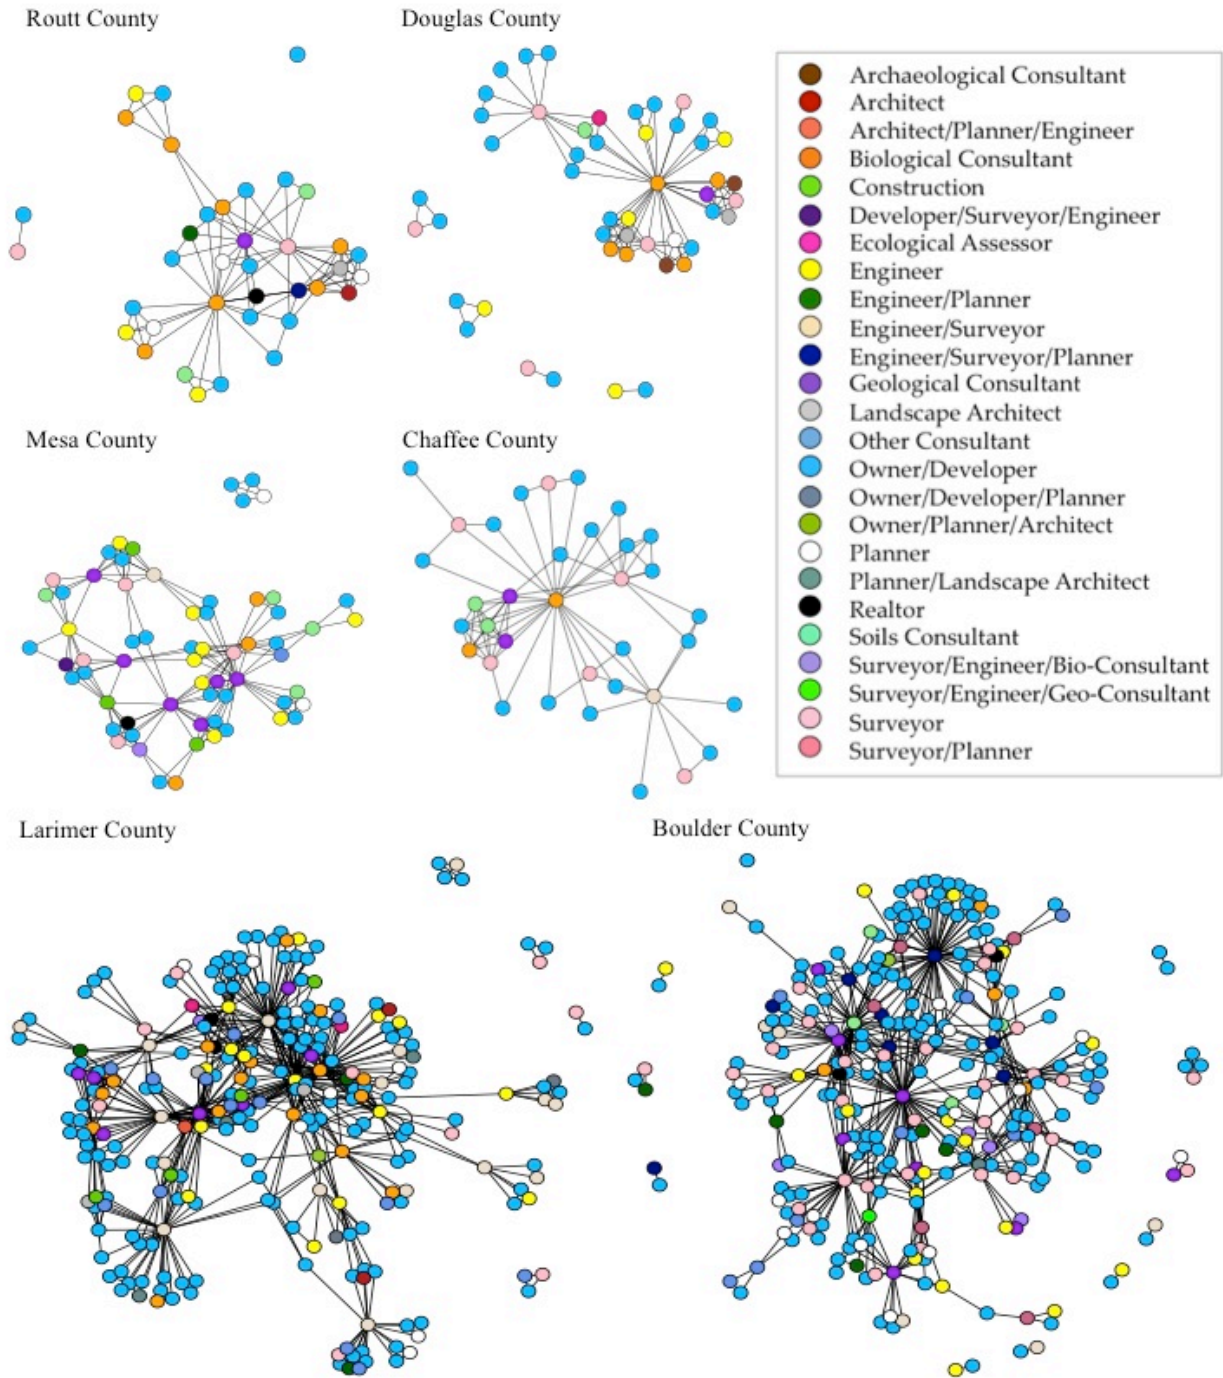 Routt County
Douglas County
Archaeological Consultant
Architect
Architect/Planner/Engineer
Biological Consultant
Construction
Developer/Surveyor/Engineer
Ecological Assessor
Engineer
Engineer/Planner
Engineer/Surveyor
Engineer/Surveyor/Planner
Geological Consultant
Landscape Architect
Other Consultant
Owner/Developer
Owner/Developer/Planner
Owner/Planner/Architect
Planner
Planner/Landscape Architect
Realtor
Soils Consultant
Surveyor/Engineer/Bio-Consultant
Surveyor/Engineer/Geo-Consultant
Surveyor
Surveyor/Planner
Mesa County
Chaffee County
Larimer County
Boulder County